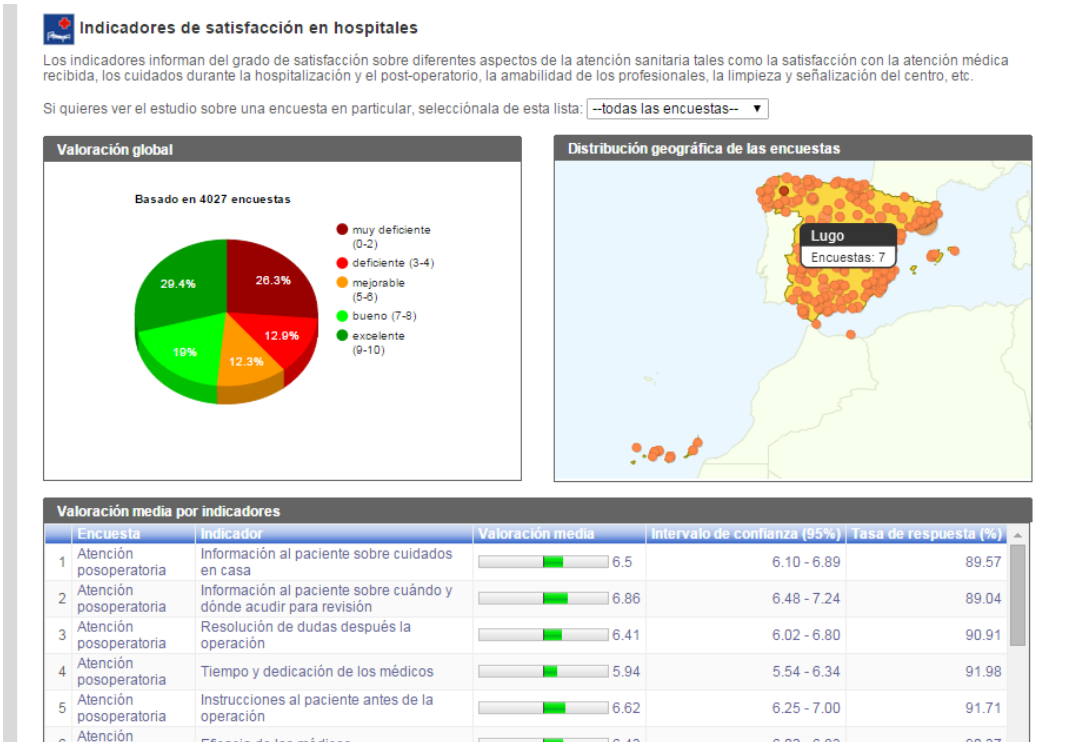 Indicadores de satisfacción en hospitales
Los indicadores informan del grado de satisfacción sobre diferentes aspectos de la atención sanitaria tales como la satisfacción con la atención médica
recibida, los cuidados durante la hospitalización y el post-operatorio, la amabilidad de los profesionales, la limpieza y señalización del centro, etc.
Si quieres ver el estudio sobre una encuesta en particular, selecciónala de esta lista: --todas las encuestas-- ▼
Valoración global
Basado en 4027 encuestas
29.4%
26.3%
12.9%
19%
12.3%
muy deficiente
(0-2)
deficiente (3-4)
mejorable
(5-6)
bueno (7-8)
excelente
(9-10)
Distribución geográfica de las encuestas
Lugo
Encuestas: 7
Valoración media por indicadores
Encuesta Indicador Valoración media Intervalo de confianza (95%) Tasa de respuesta (%)
1 Atención posoperatoria Información al paciente sobre cuidados en casa 6.5 6.10 - 6.89 89.57
2 Atención posoperatoria Información al paciente sobre cuándo y dónde acudir para revisión 6.86 6.48 - 7.24 89.04
3 Atención posoperatoria Resolución de dudas después la operación 6.41 6.02 - 6.80 90.91
4 Atención posoperatoria Tiempo y dedicación de los médicos 5.94 5.54 - 6.34 91.98
5 Atención posoperatoria Instrucciones al paciente antes de la operación 6.62 6.25 - 7.00 91.71
Atención